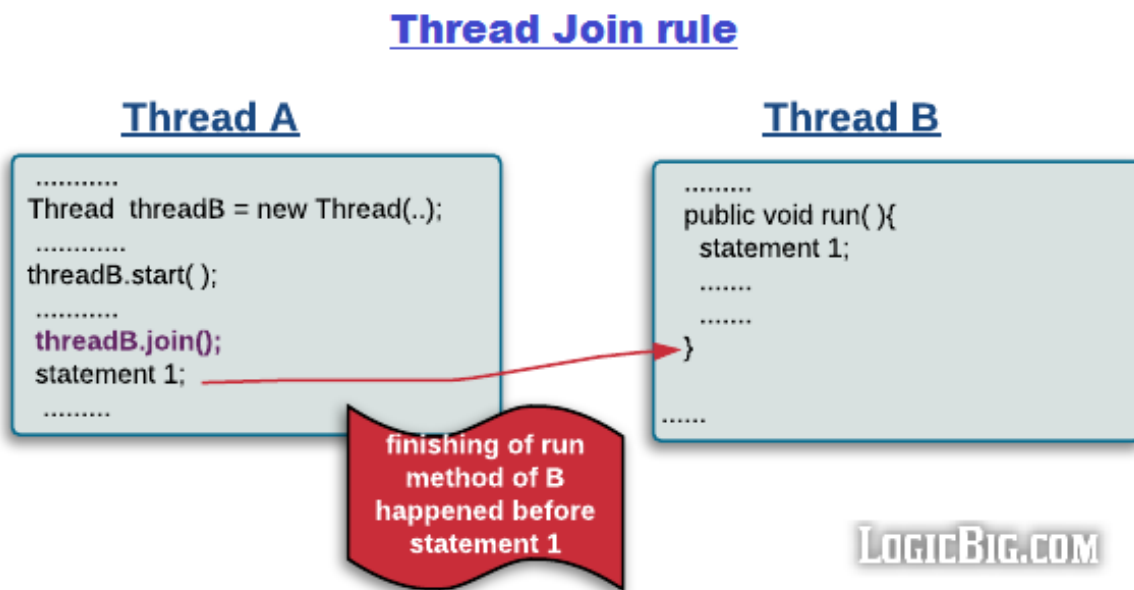 Thread Join rule
Thread A
...........
Thread threadB = new Thread(..);
............
threadB.start( );
...........
threadB.join();
statement 1;
.........
Thread B
.........
public void run( ){
statement 1;
.......
.......
}
......
finishing of run
method of B
happened before
statement 1
LogicBig.com